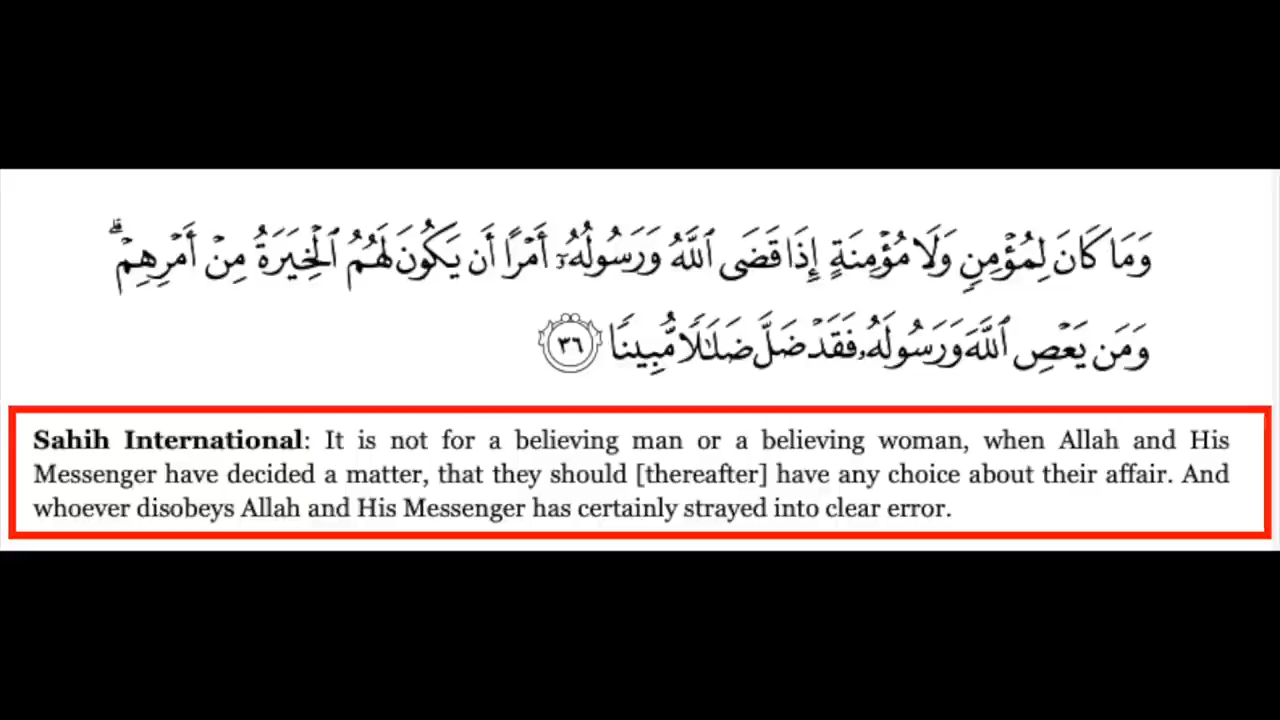 وَمَا كَانَ لِمُؤْمِنٍ وَلَا مُؤْمِنَةٍ إِذَا قَضَى ٱللَّهُ وَرَسُولُهُۥٓ أَمْرًا أَن يَكُونَ لَهُمُ ٱلْخِيَرَةُ مِنْ أَمْرِهِمْ ۗ
وَمَن يَعْصِ ٱللَّهَ وَرَسُولَهُۥ فَقَدْ ضَلَّ ضَلَٰلًا مُّبِينًا ٣٦
Sahih International: It is not for a believing man or a believing woman, when Allah and His
Messenger have decided a matter, that they should [thereafter] have any choice about their affair. And
whoever disobeys Allah and His Messenger has certainly strayed into clear error.